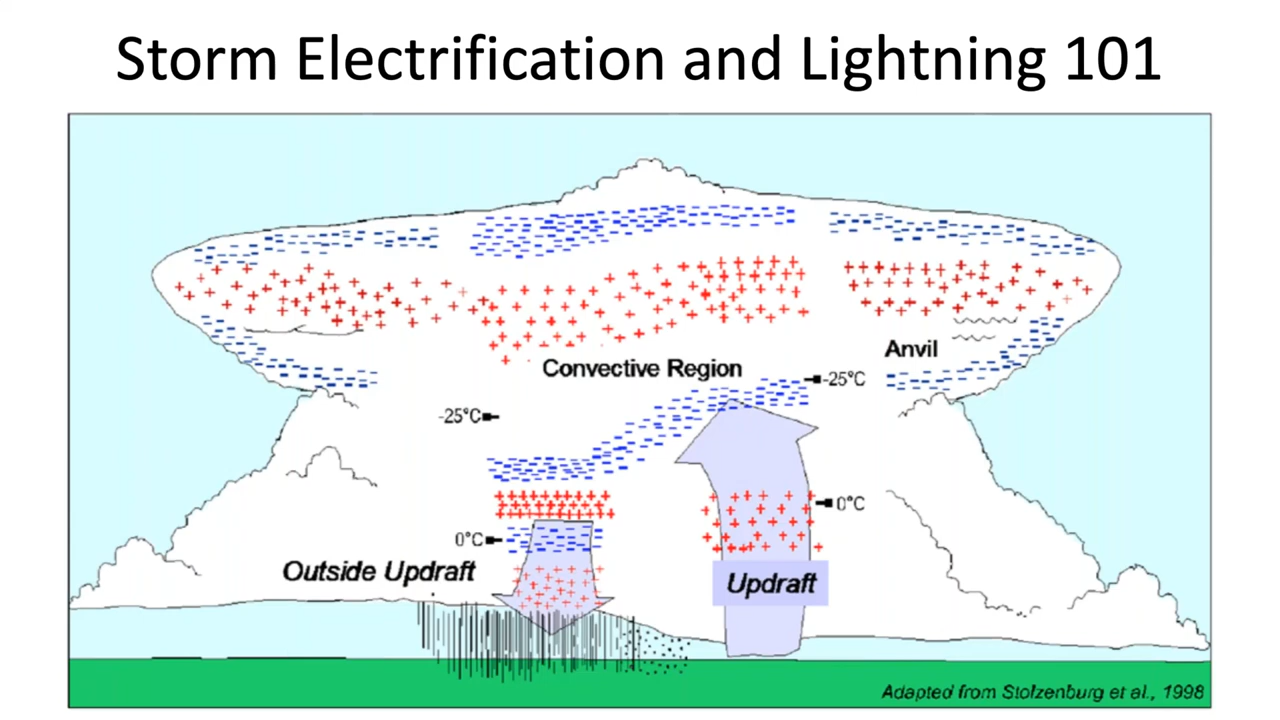 Storm Electrification and Lightning 101
Anvil
Convective Region
-25°C
-25°C
0°C
0°C
Outside Updraft
Updraft
Adapted from Stolzenburg et al., 1998